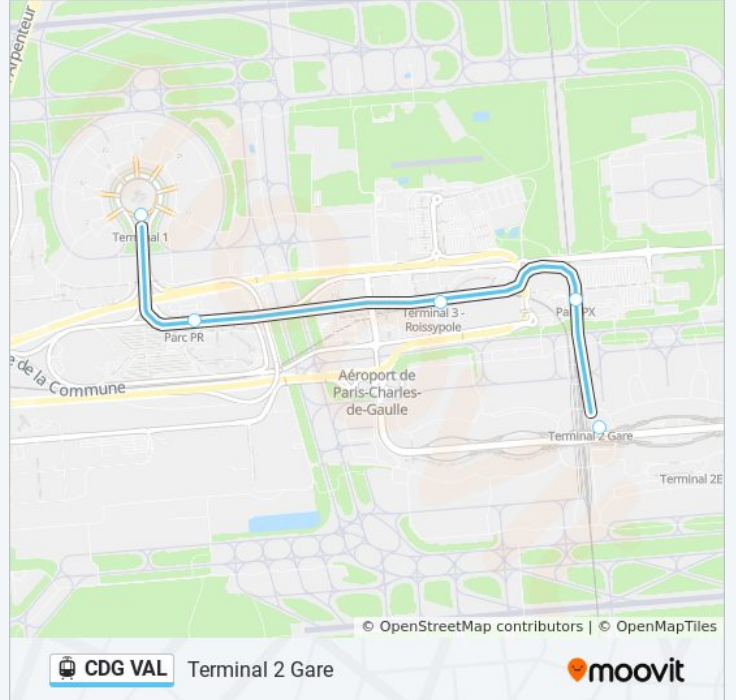 l'Arpenteur
Terminal 1
Parc PR
Terminal 3 -
Roissypole
Parc PX
e de la Commune
Aéroport de
Paris-Charles-
de-Gaulle
Terminal 2 Gare
Terminal 2E
© OpenStreetMap contributors | © OpenMapTiles
CDG VAL Terminal 2 Gare
moovit